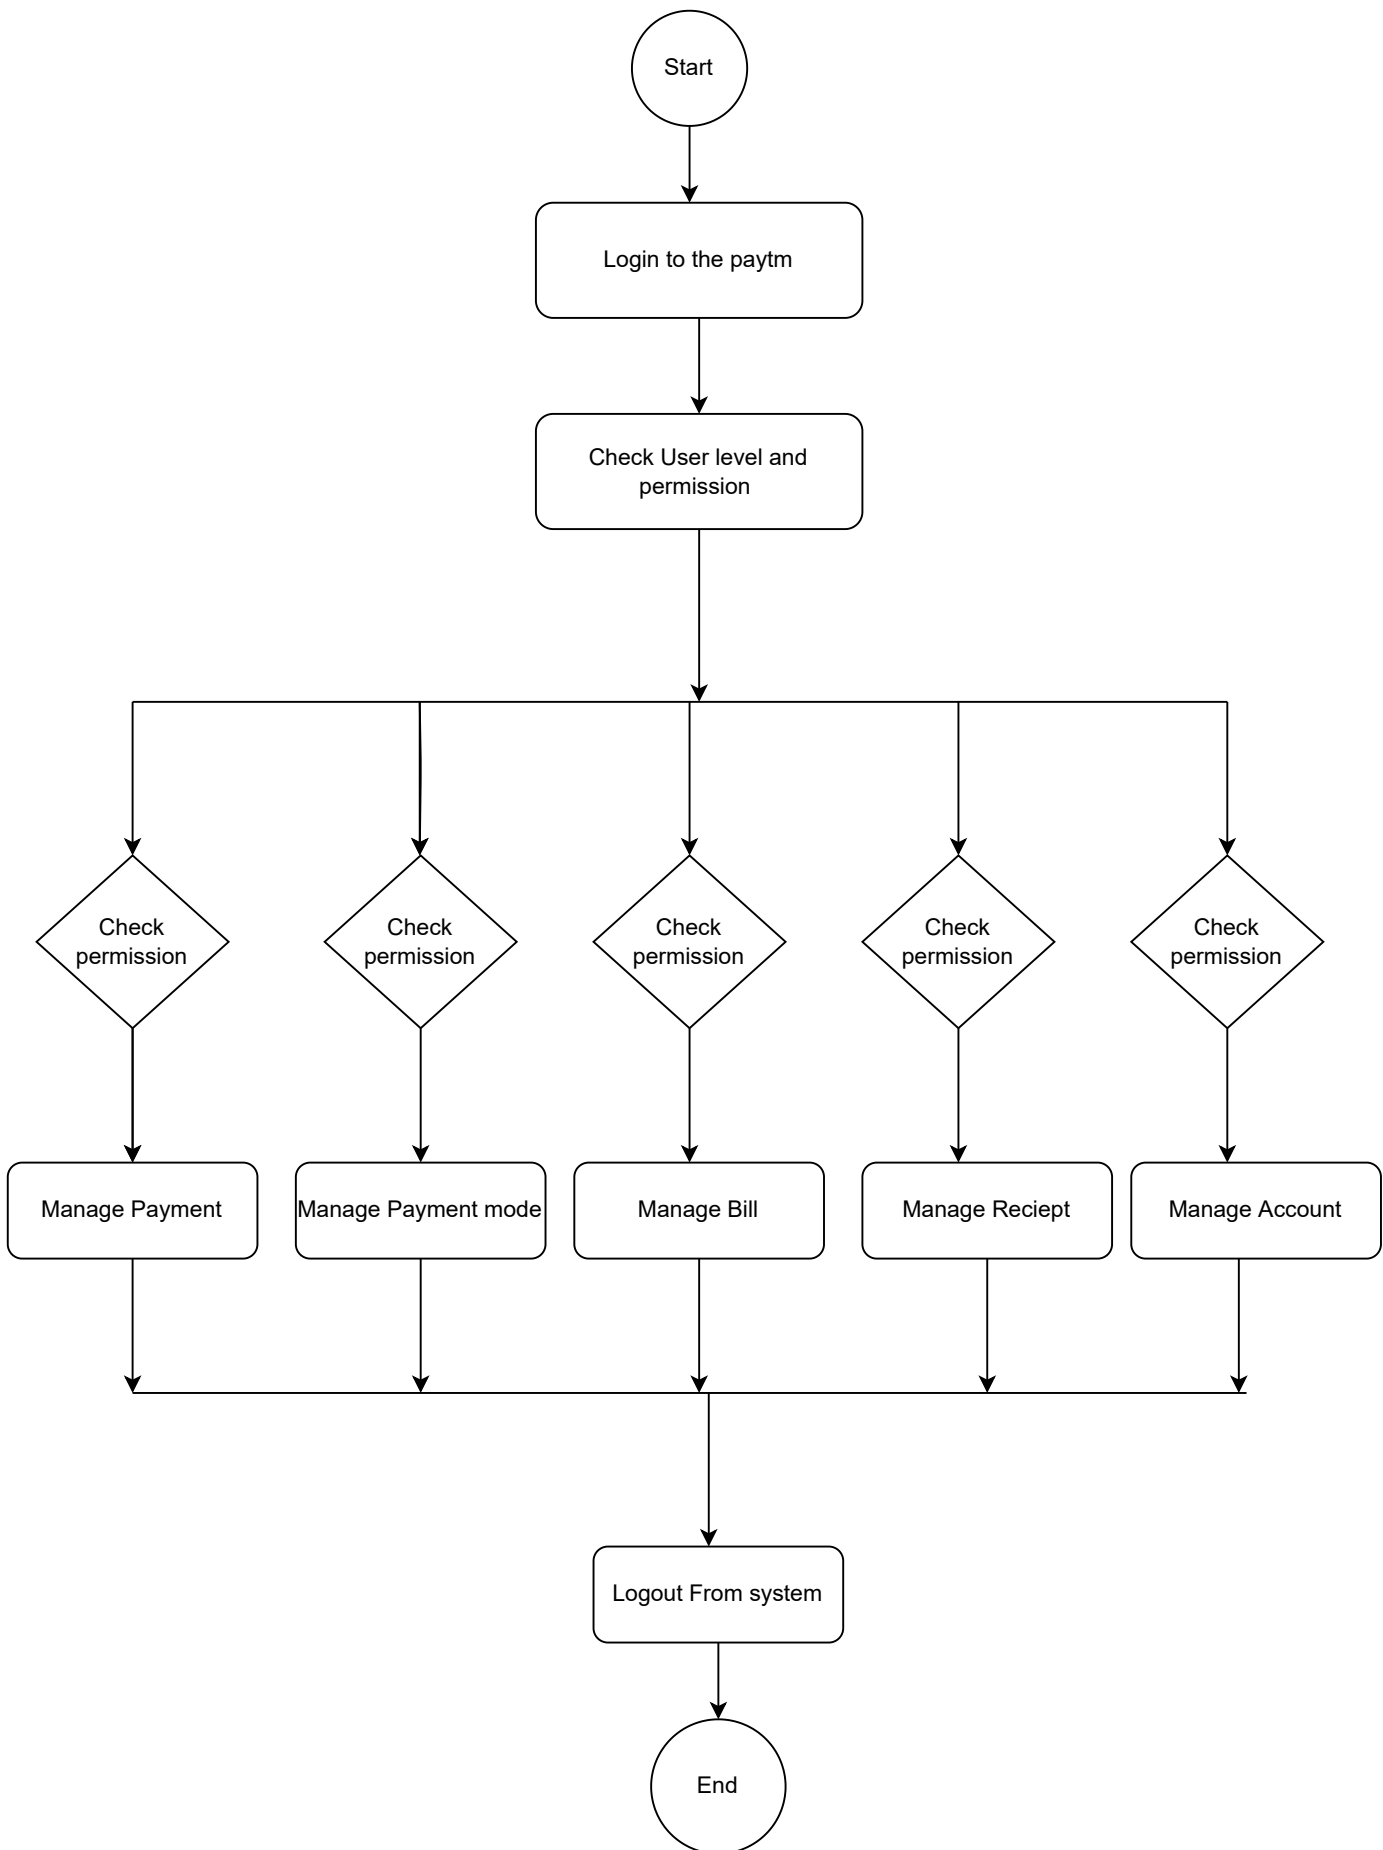 Start
Login to the paytm
Check User level and
permission
Check
permission
Check
permission
Check
permission
Check
permission
Check
permission
Manage Payment
Manage Payment mode
Manage Bill
Manage Reciept
Manage Account
Logout From system
End